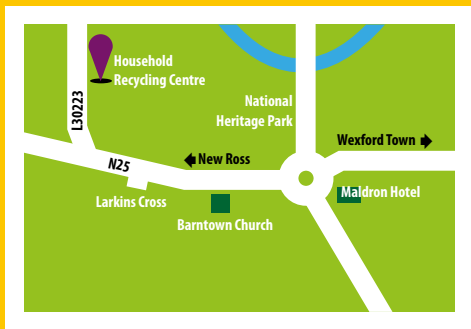 Household
Recycling Centre
L30223
National
Heritage Park
Wexford Town
N25
New Ross
Larkins Cross
Maldron Hotel
Barntown Church